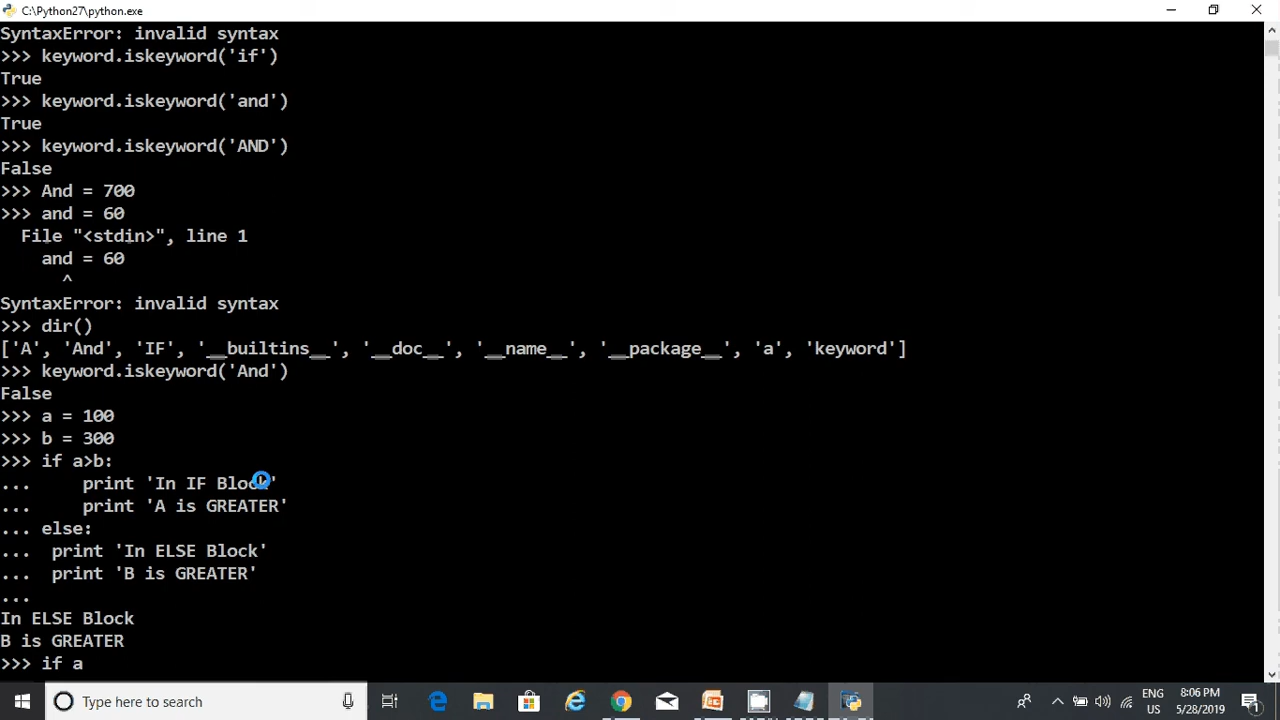 C:\Python27\python.exe
SyntaxError: invalid syntax
>>> keyword.iskeyword('if')
True
>>> keyword.iskeyword('and')
True
>>> keyword.iskeyword('AND')
False
>>> And = 700
>>> and = 60
  File "<stdin>", line 1
    and = 60
      ^
SyntaxError: invalid syntax
>>> dir()
['A', 'And', 'IF', '__builtins__', '__doc__', '__name__', '__package__', 'a', 'keyword']
>>> keyword.iskeyword('And')
False
>>> a = 100
>>> b = 300
>>> if a>b:
...     print 'In IF Block'
...     print 'A is GREATER'
... else:
...  print 'In ELSE Block'
...  print 'B is GREATER'
...
In ELSE Block
B is GREATER
>>> if a
Type here to search
ENG
US
8:06 PM
5/28/2019
1